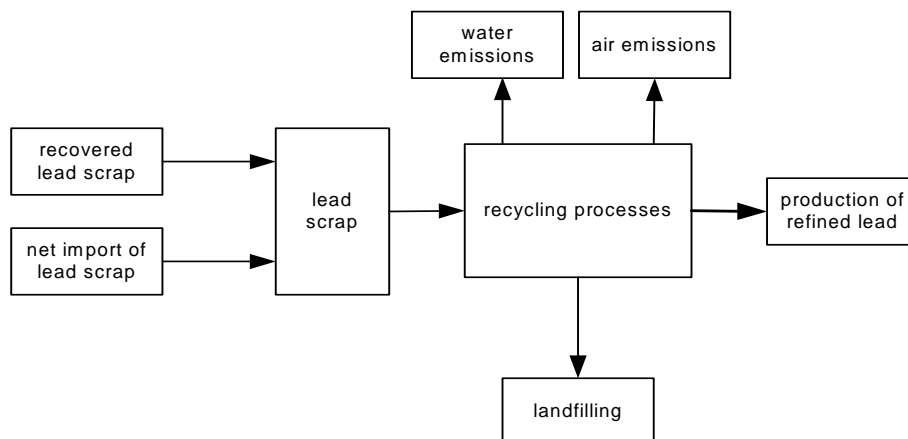 water
emissions
air emissions
recovered
lead scrap
lead
scrap
recycling processes
production of
refined lead
net import of
lead scrap
landfilling